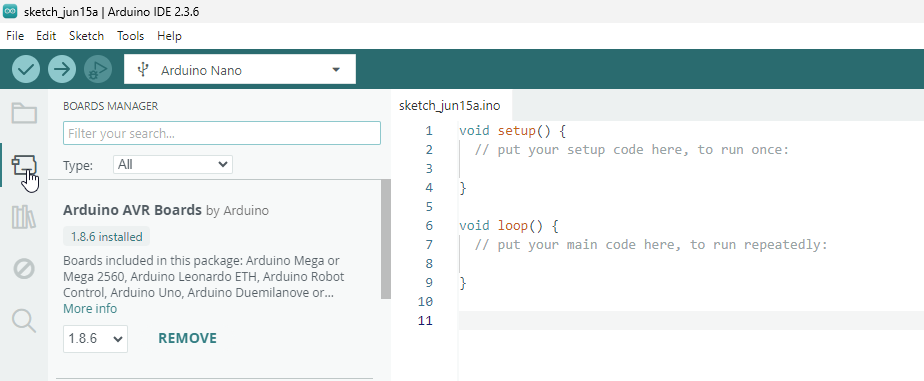 sketch_jun15a | Arduino IDE 2.3.6
File Edit Sketch Tools Help
Arduino Nano
BOARDS MANAGER
Filter your search...
Type: All
Arduino AVR Boards by Arduino
1.8.6 installed
Boards included in this package: Arduino Mega or
Mega 2560, Arduino Leonardo ETH, Arduino Robot
Control, Arduino Uno, Arduino Duemilanove or...
More info
1.8.6 REMOVE
sketch_jun15a.ino
1 void setup() {
2 // put your setup code here, to run once:
3
4 }
5
6 void loop() {
7 // put your main code here, to run repeatedly:
8
9 }
10
11